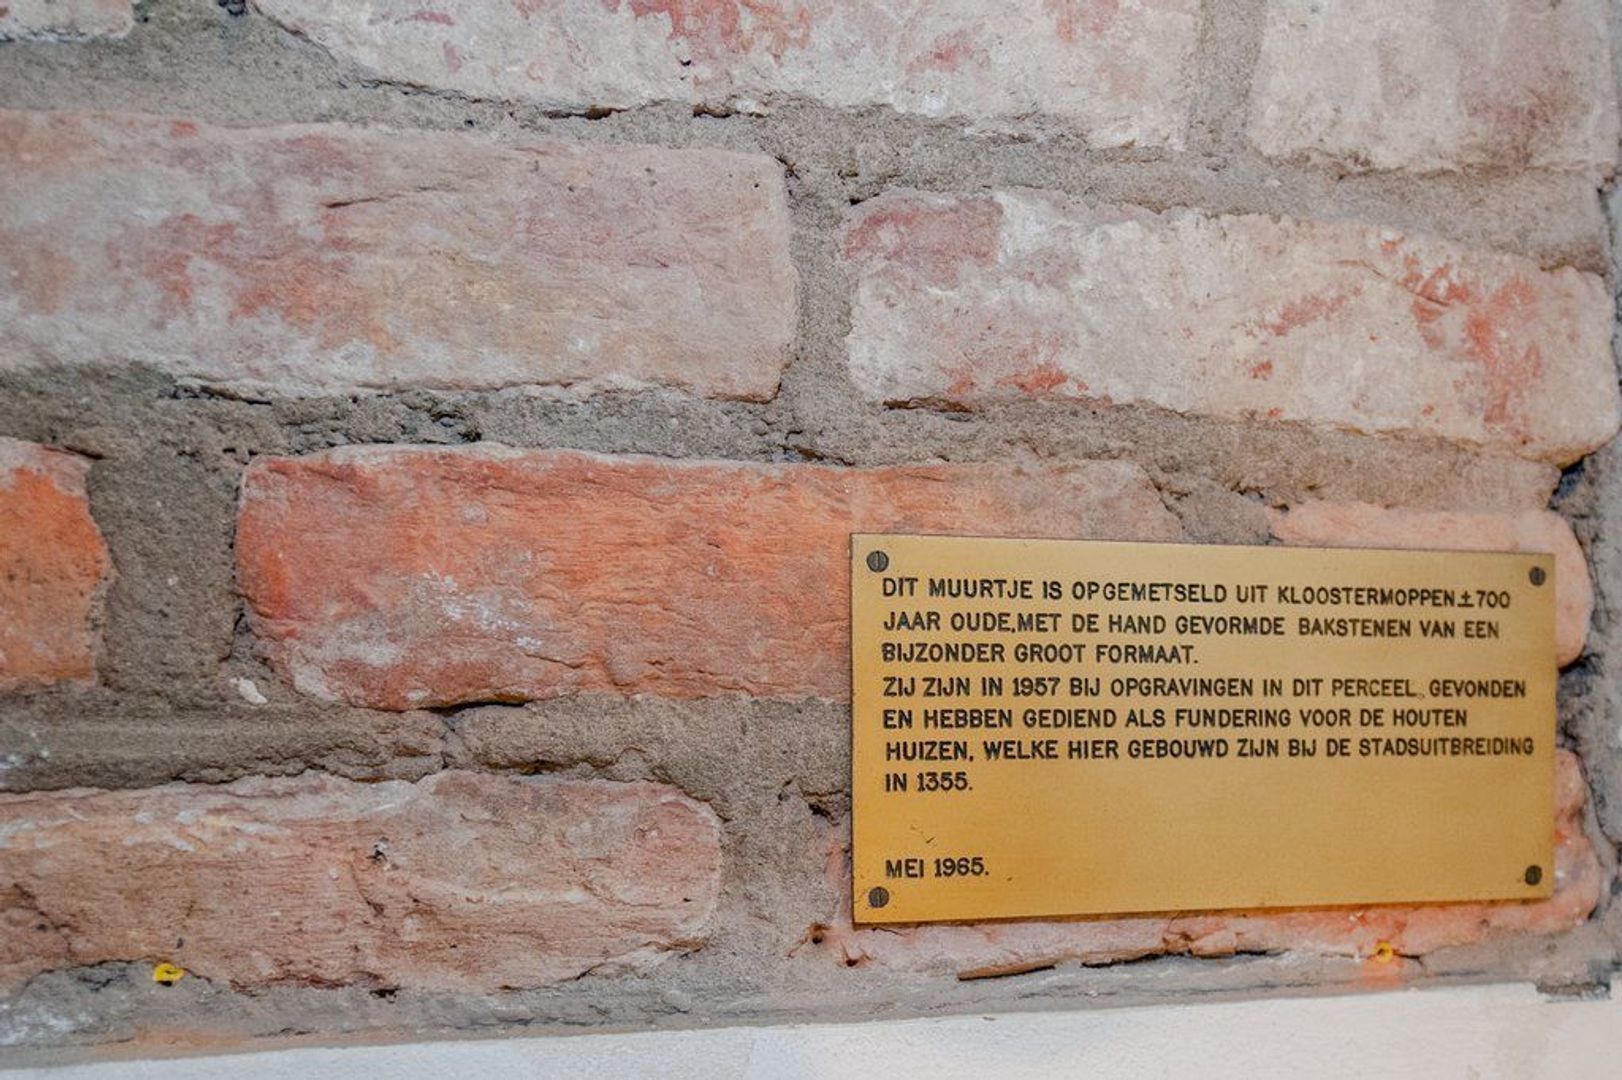 DIT MUURTJE IS OPGEMETSELD UIT KLOOSTERMOPPEN ± 700
JAAR OUDE, MET DE HAND GEVORMDE BAKSTENEN VAN EEN
BIJZONDER GROOT FORMAAT.
ZIJ ZIJN IN 1957 BIJ OPGRAVINGEN IN DIT PERCEEL GEVONDEN
EN HEBBEN GEDIEND ALS FUNDERING VOOR DE HOUTEN
HUIZEN, WELKE HIER GEBOUWD ZIJN BIJ DE STADSUITBREIDING
IN 1355.
MEI 1965.